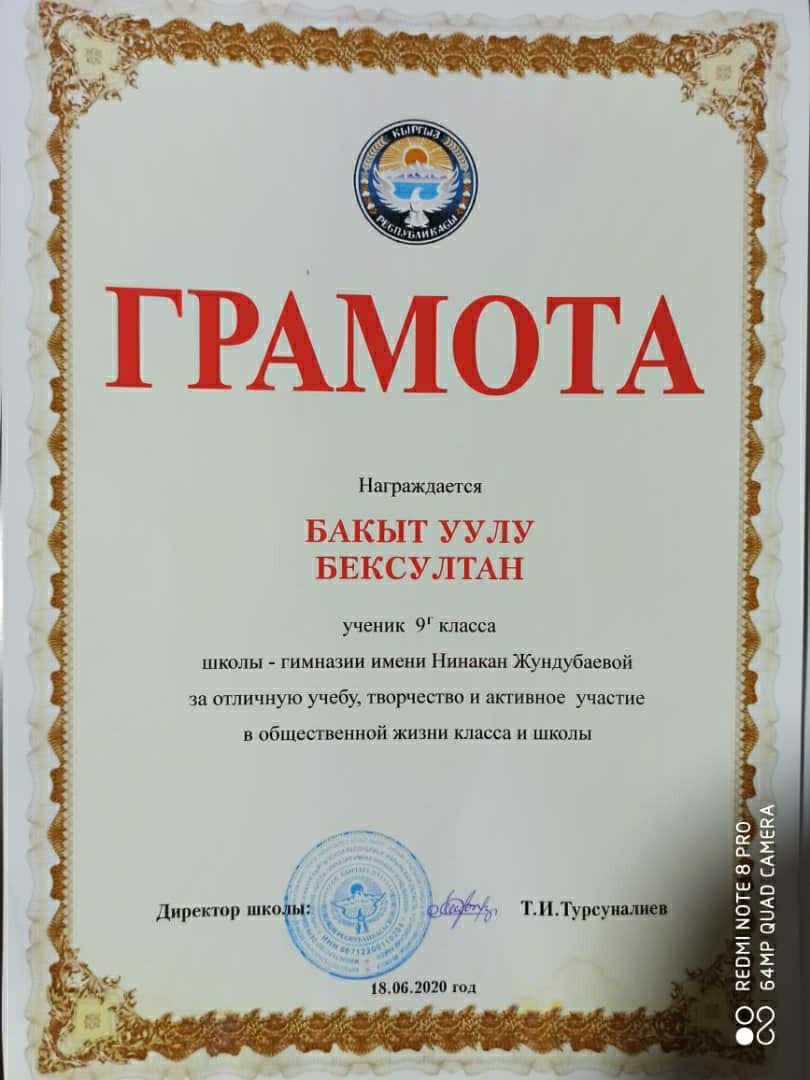 КЫРГЫЗ
РЕСПУБЛИКАСЫ
ГРАМОТА
Награждается
БАКЫТ УУЛУ
БЕКСУЛТАН
ученик 9г класса
школы - гимназии имени Нинакан Жундубаевой
за отличную учебу, творчество и активное участие
в общественной жизни класса и школы
Директор школы:
Т.И.Турсуналиев
18.06.2020 год
REDMI NOTE 8 PRO
64MP QUAD CAMERA